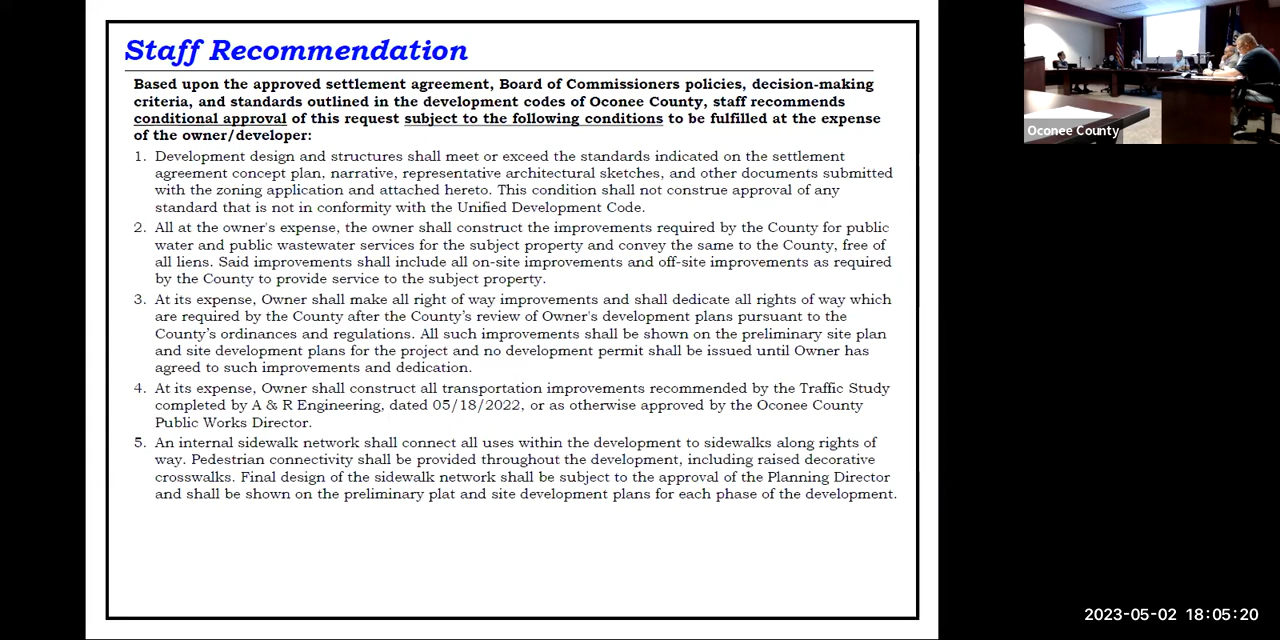 Staff Recommendation
Based upon the approved settlement agreement, Board of Commissioners policies, decision-making
criteria, and standards outlined in the development codes of Oconee County, staff recommends
conditional approval of this request subject to the following conditions to be fulfilled at the expense
of the owner/developer:
1. Development design and structures shall meet or exceed the standards indicated on the settlement
agreement concept plan, narrative, representative architectural sketches, and other documents submitted
with the zoning application and attached hereto. This condition shall not construe approval of any
standard that is not in conformity with the Unified Development Code.
2. All at the owner's expense, the owner shall construct the improvements required by the County for public
water and public wastewater services for the subject property and convey the same to the County, free of
all liens. Said improvements shall include all on-site improvements and off-site improvements as required
by the County to provide service to the subject property.
3. At its expense, Owner shall make all right of way improvements and shall dedicate all rights of way which
are required by the County after the County's review of Owner's development plans pursuant to the
County's ordinances and regulations. All such improvements shall be shown on the preliminary site plan
and site development plans for the project and no development permit shall be issued until Owner has
agreed to such improvements and dedication.
4. At its expense, Owner shall construct all transportation improvements recommended by the Traffic Study
completed by A & R Engineering, dated 05/18/2022, or as otherwise approved by the Oconee County
Public Works Director.
5. An internal sidewalk network shall connect all uses within the development to sidewalks along rights of
way. Pedestrian connectivity shall be provided throughout the development, including raised decorative
crosswalks. Final design of the sidewalk network shall be subject to the approval of the Planning Director
and shall be shown on the preliminary plat and site development plans for each phase of the development.
Oconee County
2023-05-02 18:05:20